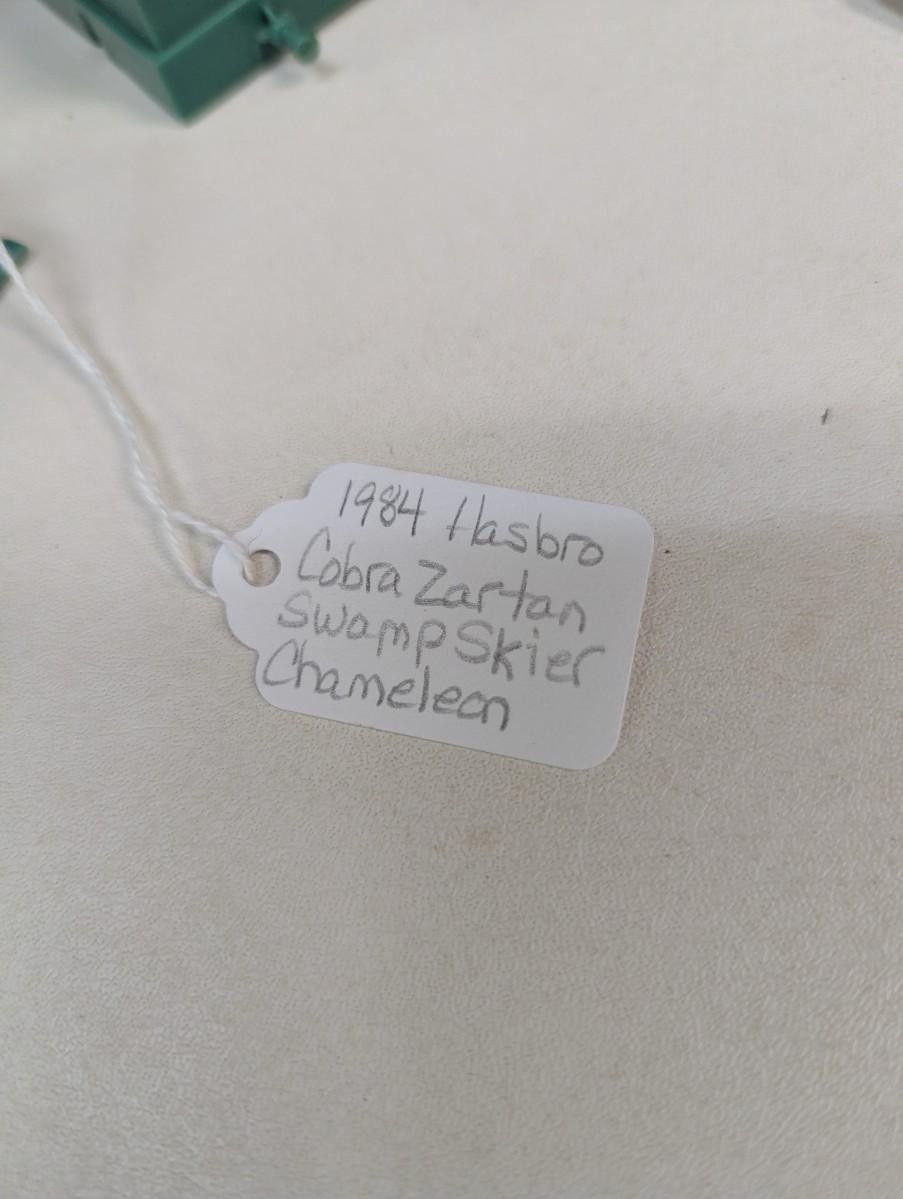 1984 Hasbro
Cobra Zartan
Swamp Skier
Chameleon